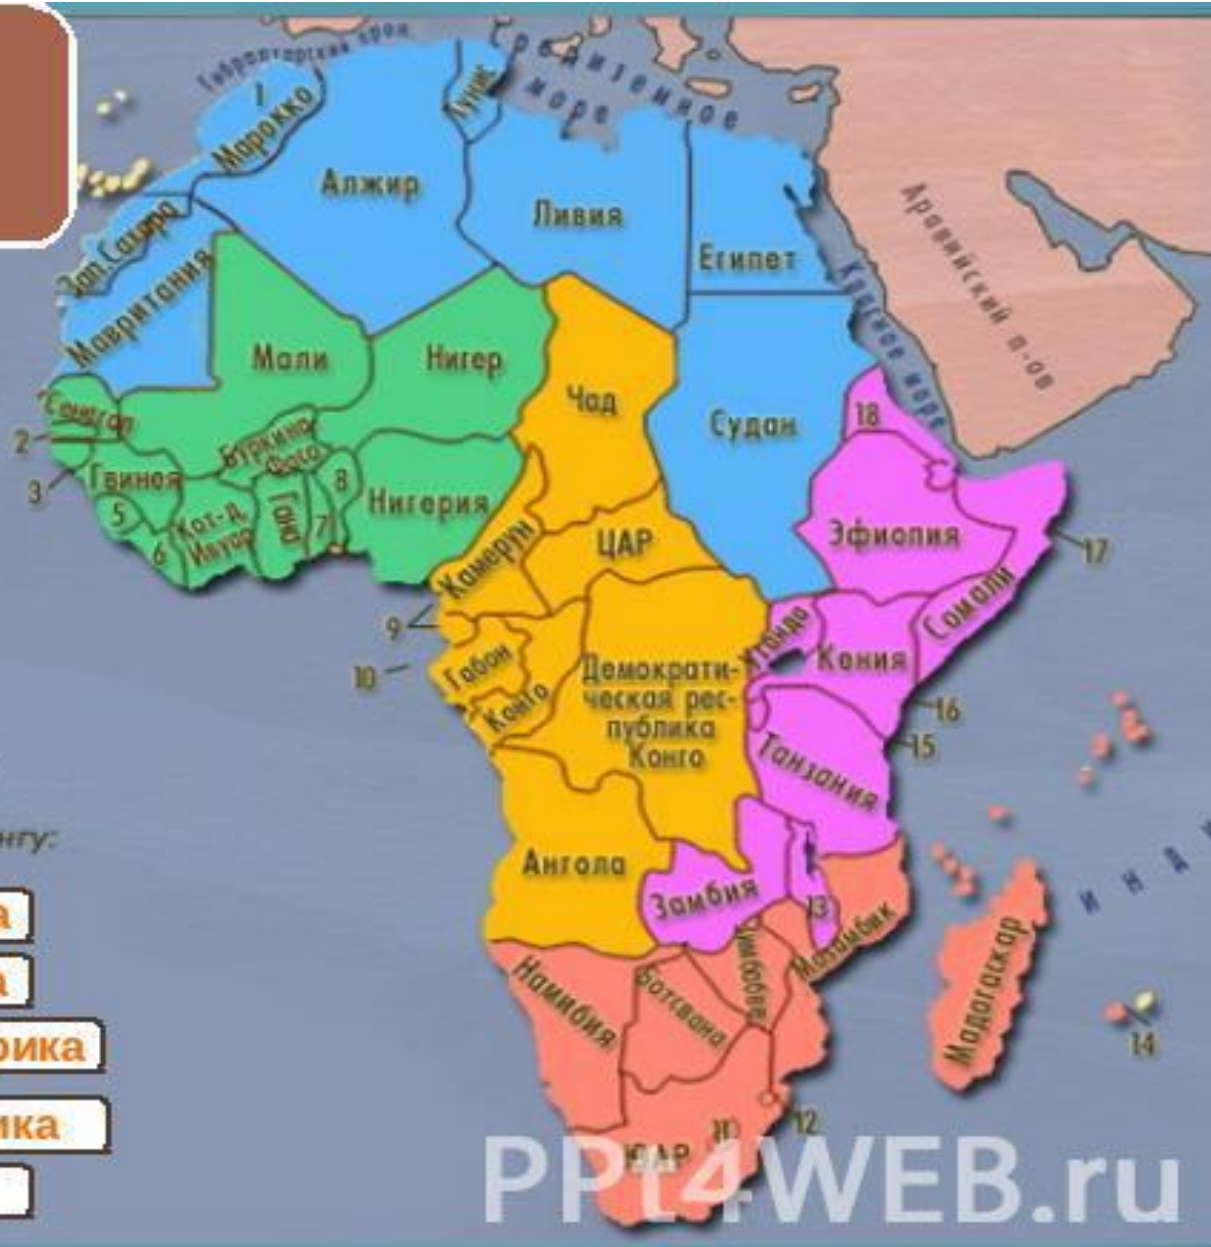 Гибралтарский прол.
Средиземное
море
1
Марокко
Тунис
Алжир
Ливия
Египет
Зап. Сахара
Мавритания
Аравийский п-ов
Красное море
Мали
Нигер
Чад
Судан
18
Сенегал
2
Буркина
Фасо
Гвинея
3
8
Нигерия
5
Кот-д,
Ивуар
Гана
7
6
ЦАР
Эфиопия
17
Камерун
Сомали
9
Уганда
Кения
10
Габон
Демократи-
ческая рес-
публика
Конго
Конго
16
15
Танзания
нгу:
Ангола
Замбия
13
Мозамбик
инд
а
а
рика
ика
Намибия
Ботсвана
Зимбабве
Мадагаскар
14
11
12
ЮАР
PPt4WEB.ru